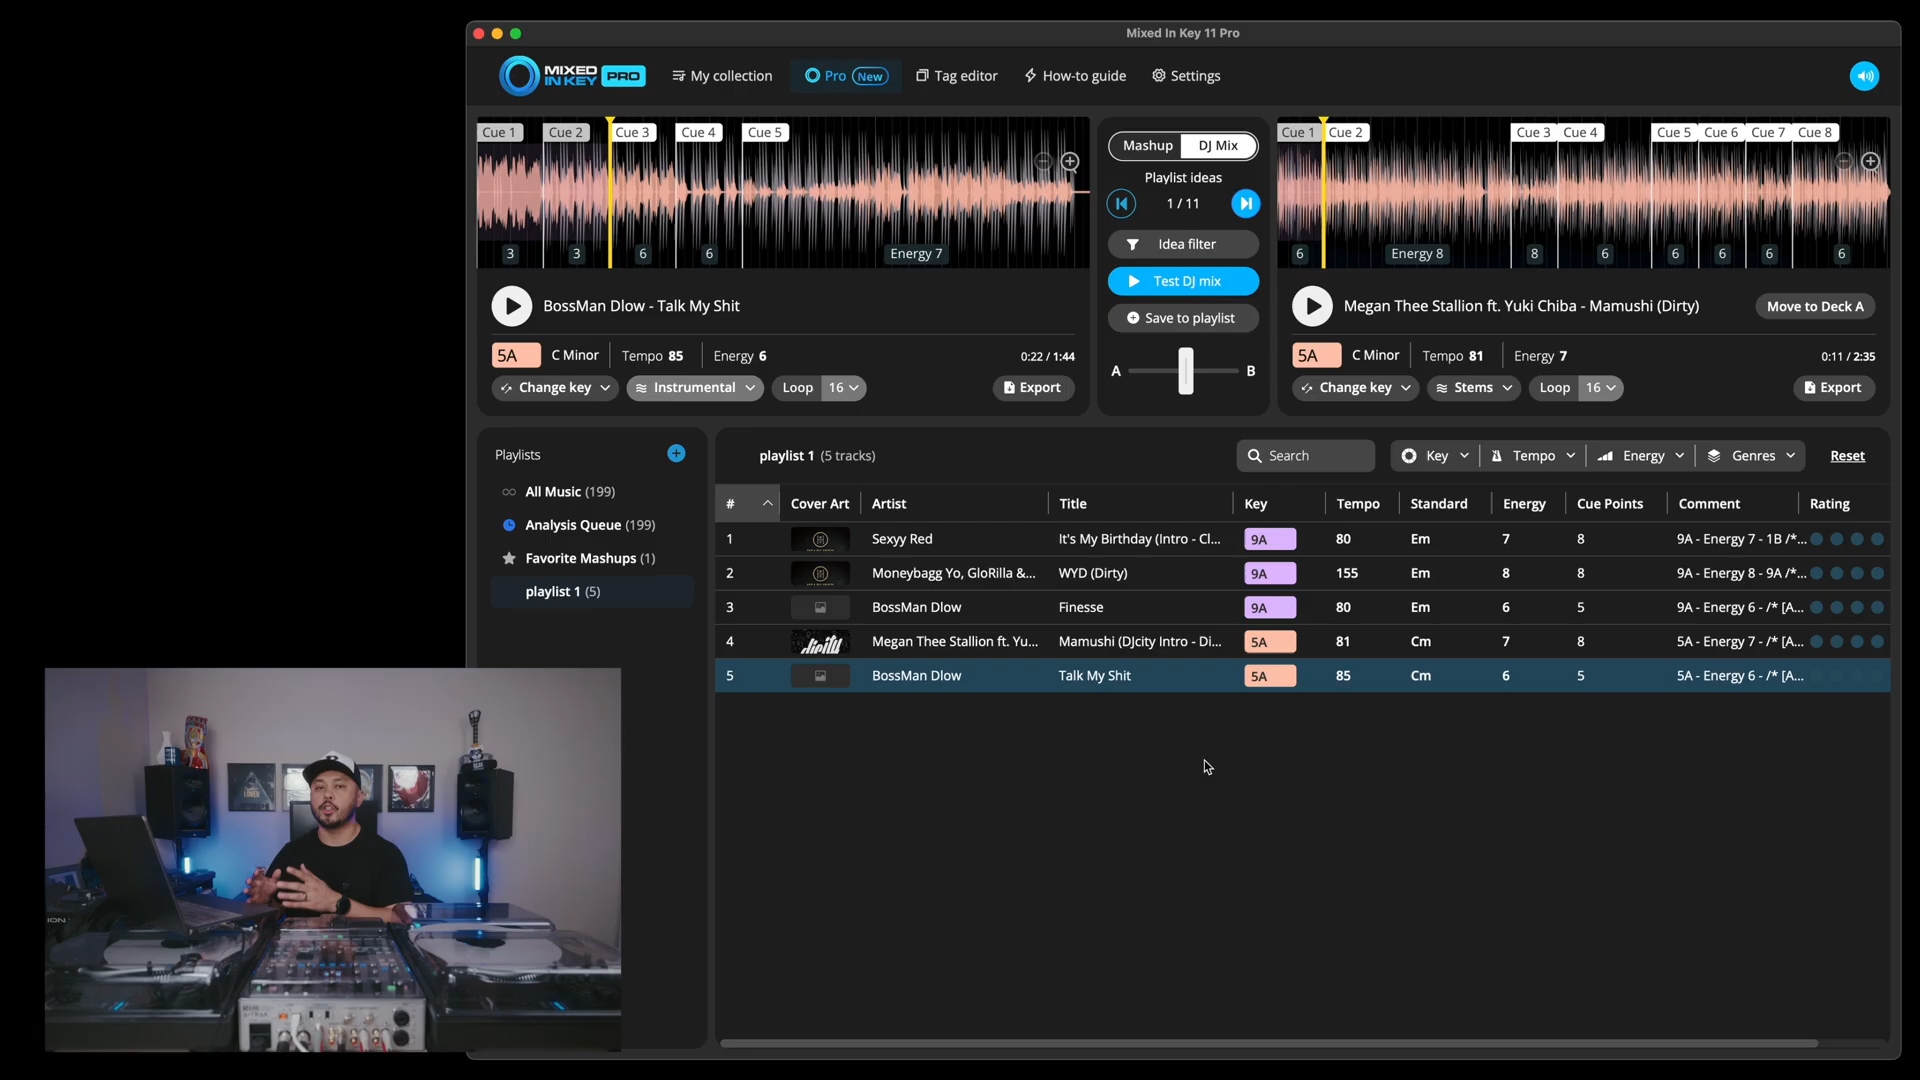 Mixed In Key 11 Pro
MIXED
IN KEY PRO
My collection
Pro New
Tag editor
How-to guide
Settings
Cue 1 Cue 2 Cue 3 Cue 4 Cue 5
3 3 6 6 Energy 7
BossMan Dlow - Talk My Shit
5A C Minor Tempo 85 Energy 6 0:22 / 1:44
Change key Instrumental Loop 16 Export
Mashup DJ Mix
Playlist ideas
1 / 11
Idea filter
Test DJ mix
Save to playlist
A B
Cue 1 Cue 2 Cue 3 Cue 4 Cue 5 Cue 6 Cue 7 Cue 8
6 Energy 8 8 6 6 6 6 6
Megan Thee Stallion ft. Yuki Chiba - Mamushi (Dirty) Move to Deck A
5A C Minor Tempo 81 Energy 7 0:11 / 2:35
Change key Stems Loop 16 Export
Playlists
All Music (199)
Analysis Queue (199)
Favorite Mashups (1)
playlist 1 (5)
playlist 1 (5 tracks) Search Key Tempo Energy Genres Reset
# Cover Art Artist Title Key Tempo Standard Energy Cue Points Comment Rating
1 Sexyy Red It's My Birthday (Intro - Cl... 9A 80 Em 7 8 9A - Energy 7 - 1B /*...
2 Moneybagg Yo, GloRilla &... WYD (Dirty) 9A 155 Em 8 8 9A - Energy 8 - 9A /*...
3 BossMan Dlow Finesse 9A 80 Em 6 5 9A - Energy 6 - /* [A...
4 Megan Thee Stallion ft. Yu... Mamushi (DJcity Intro - Di... 5A 81 Cm 7 8 5A - Energy 7 - /* [A...
5 BossMan Dlow Talk My Shit 5A 85 Cm 6 5 5A - Energy 6 - /* [A...